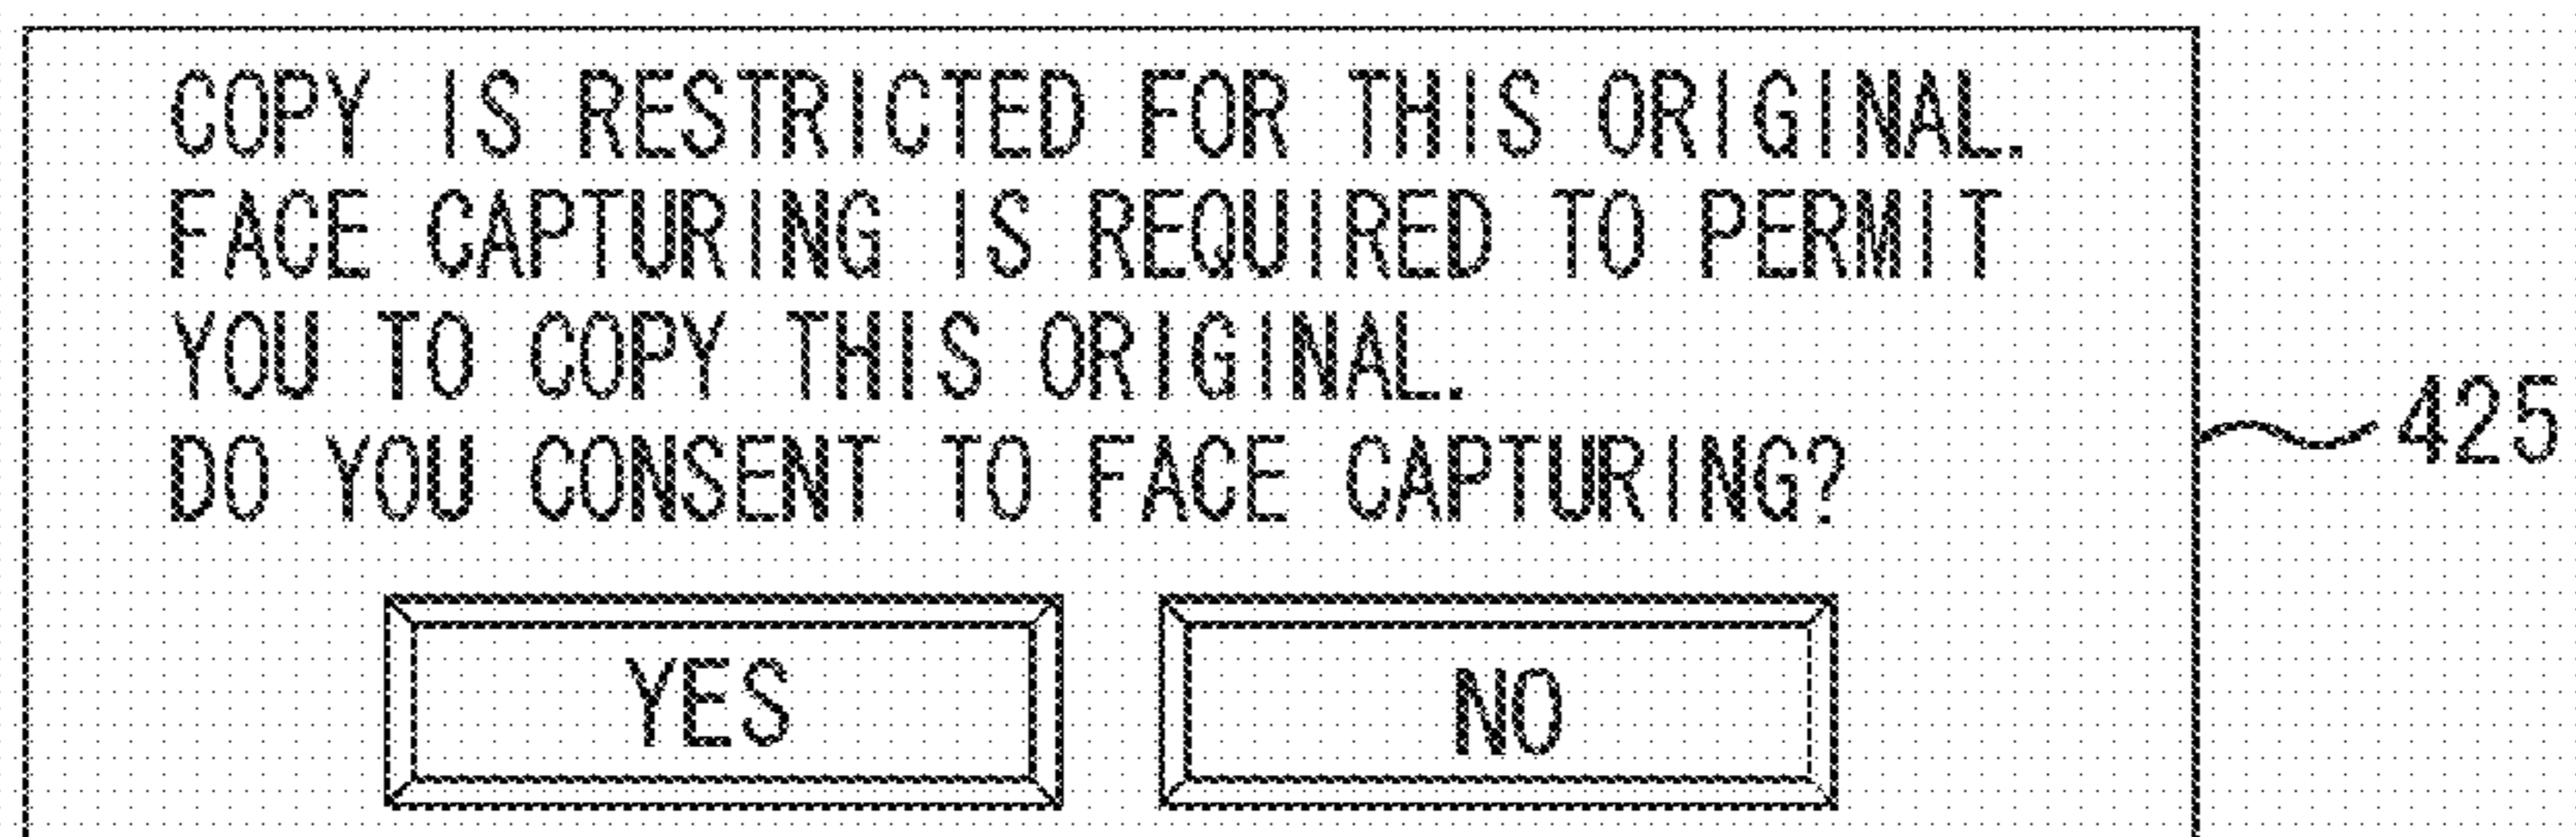 COPY IS RESTRICTED FOR THIS ORIGINAL.
FACE CAPTURING IS REQUIRED TO PERMIT
YOU TO COPY THIS ORIGINAL.
DO YOU CONSENT TO FACE CAPTURING?
425
YES NO